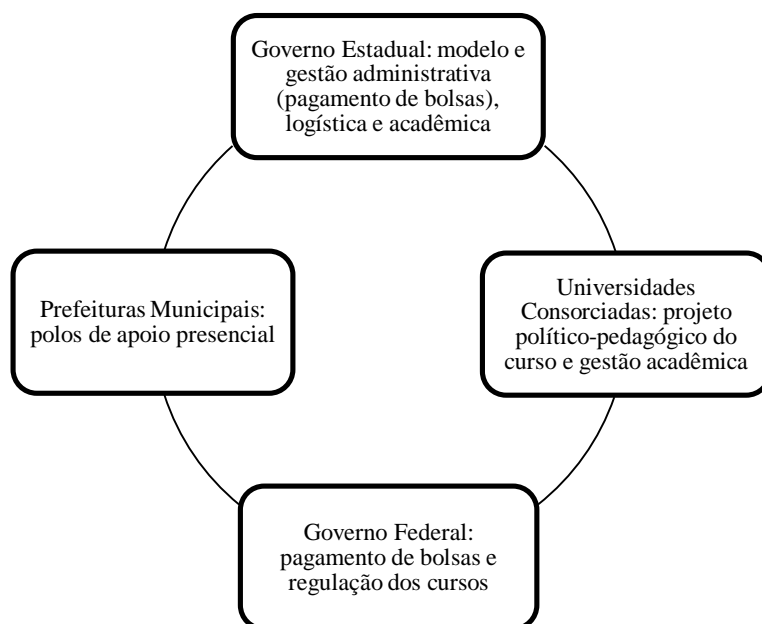 Governo Estadual: modelo e
gestão administrativa
(pagamento de bolsas),
logística e acadêmica
Prefeituras Municipais:
polos de apoio presencial
Universidades
Consorciadas: projeto
político-pedagógico do
curso e gestão acadêmica
Governo Federal:
pagamento de bolsas e
regulação dos cursos